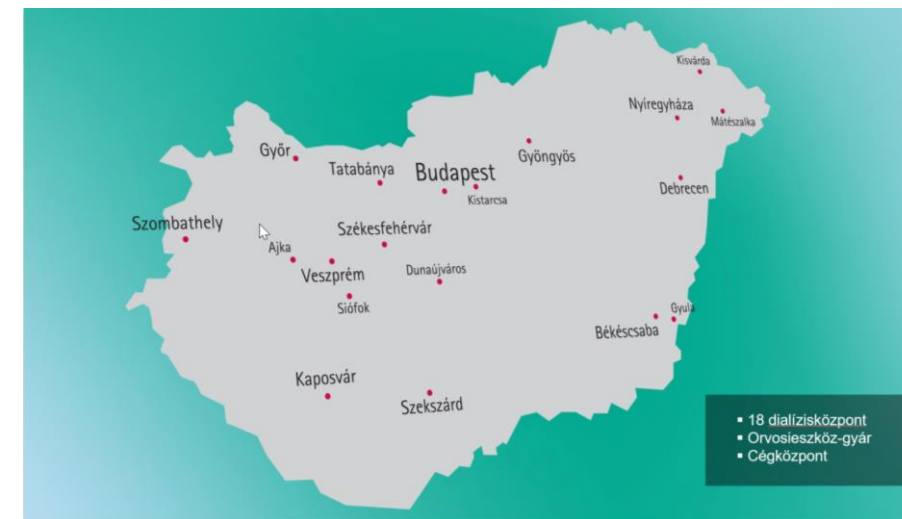 Kisvárda
Nyíregyháza
Mátészalka
Győr
Gyöngyös
Tatabánya
Budapest
Kistarcsa
Debrecen
Szombathely
Székesfehérvár
Ajka
Veszprém
Dunaújváros
Siófok
Gyula
Békéscsaba
Kaposvár
Szekszárd
▪ 18 dialízisközpont
▪ Orvosieszköz-gyár
▪ Cégközpont